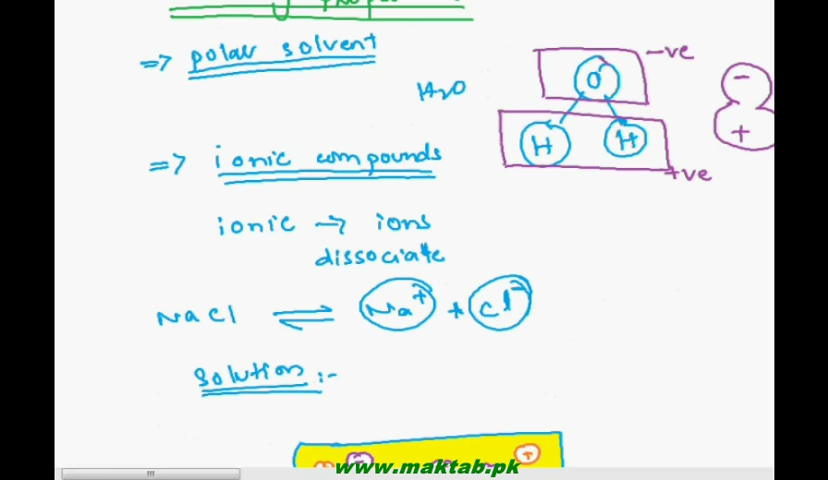 => polar solvent
H2O
O
H H
-ve
+ve
-
+
=> ionic compounds
ionic → ions
dissociate
NaCl ⇌ Na+ + Cl-
solution :-
www.maktab.pk